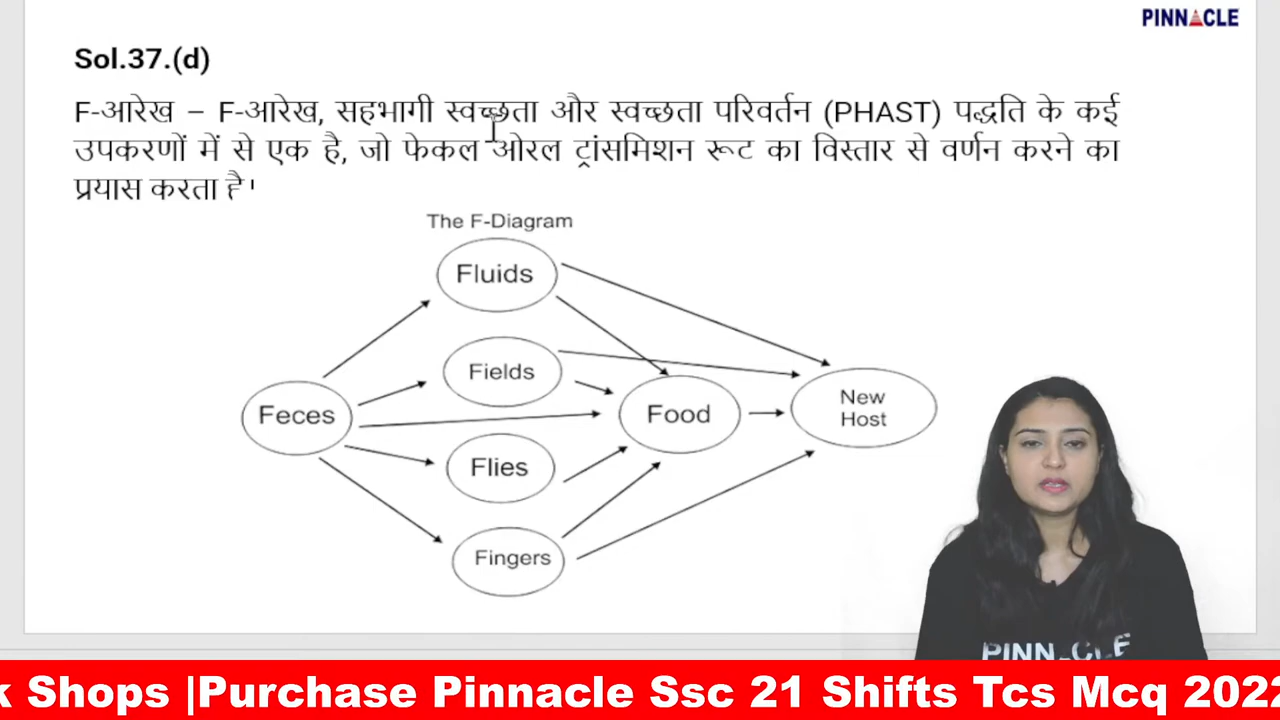 PINNACLE
Sol.37.(d)
F-आरेख – F-आरेख, सहभागी स्वच्छता और स्वच्छता परिवर्तन (PHAST) पद्धति के कई
उपकरणों में से एक है, जो फेकल ओरल ट्रांसमिशन रूट का विस्तार से वर्णन करने का
प्रयास करता है।
The F-Diagram
Fluids
Fields
Feces
Food
New
Host
Flies
Fingers
PINNACLE
k Shops |Purchase Pinnacle Ssc 21 Shifts Tcs Mcq 2022